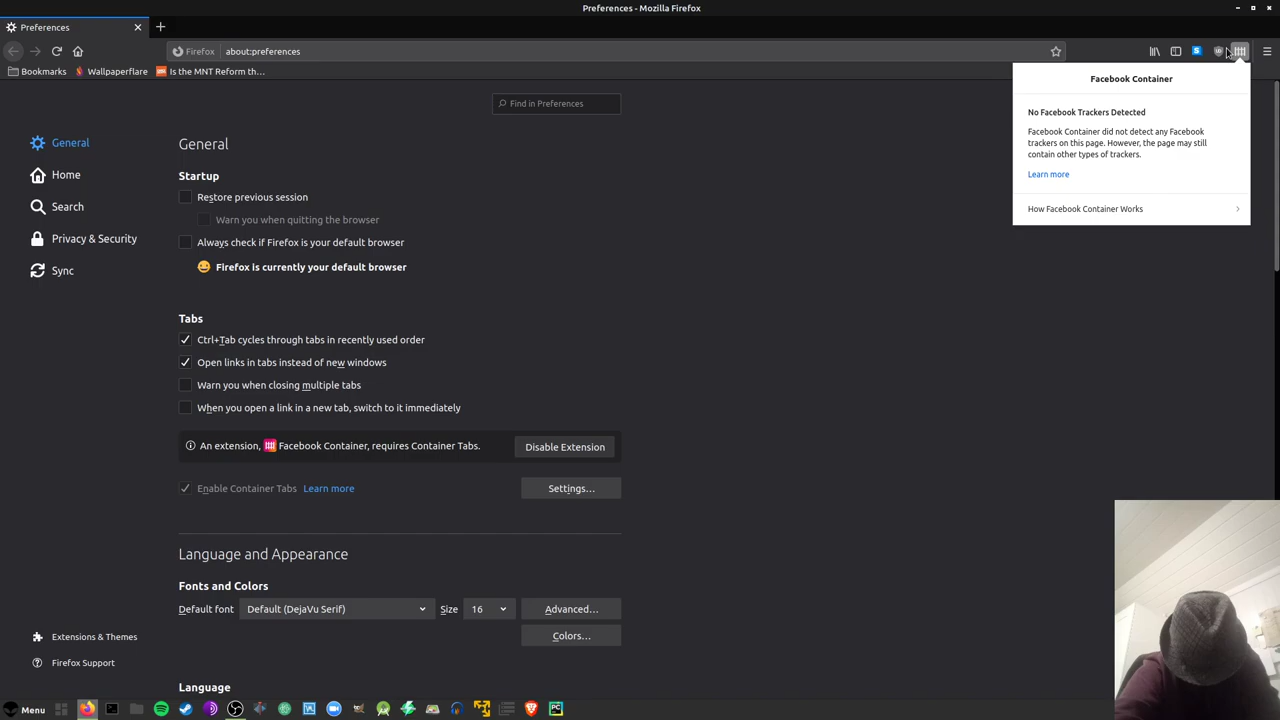 Preferences - Mozilla Firefox
Preferences
Firefox
about:preferences
Bookmarks
Wallpaperflare
Is the MNT Reform th…
Find in Preferences
General
Home
Search
Privacy & Security
Sync
Extensions & Themes
Firefox Support
General
Startup
Restore previous session
Warn you when quitting the browser
Always check if Firefox is your default browser
Firefox is currently your default browser
Tabs
Ctrl+Tab cycles through tabs in recently used order
Open links in tabs instead of new windows
Warn you when closing multiple tabs
When you open a link in a new tab, switch to it immediately
An extension, Facebook Container, requires Container Tabs.
Disable Extension
Enable Container Tabs Learn more
Settings…
Language and Appearance
Fonts and Colors
Default font Default (DejaVu Serif) Size 16 Advanced…
Colors…
Language
Facebook Container
No Facebook Trackers Detected
Facebook Container did not detect any Facebook
trackers on this page. However, the page may still
contain other types of trackers.
Learn more
How Facebook Container Works
Menu